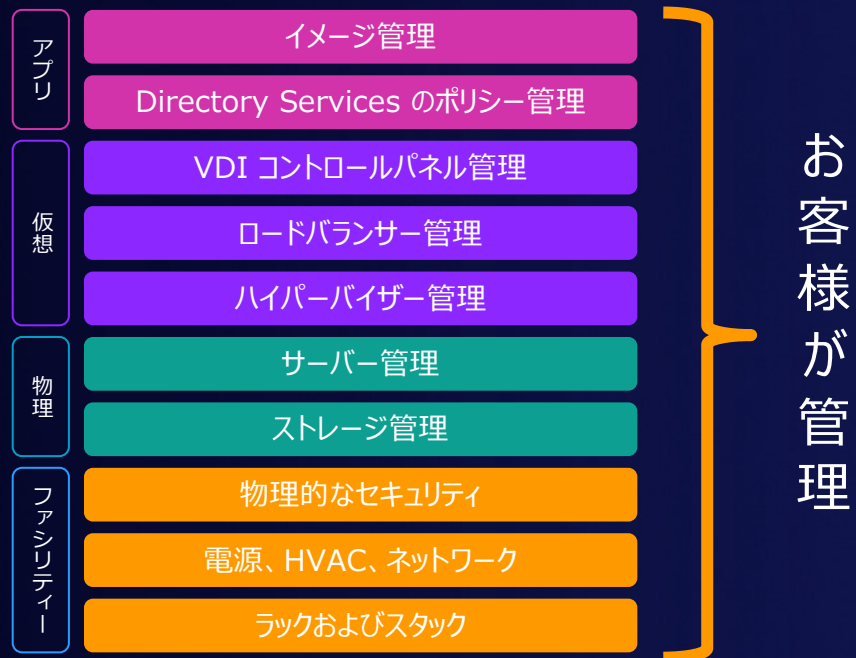 アプリ
イメージ管理
Directory Services のポリシー管理
仮想
VDI コントロールパネル管理
ロードバランサー管理
ハイパーバイザー管理
物理
サーバー管理
ストレージ管理
ファシリティー
物理的なセキュリティ
電源、HVAC、ネットワーク
ラックおよびスタック
お客様が管理